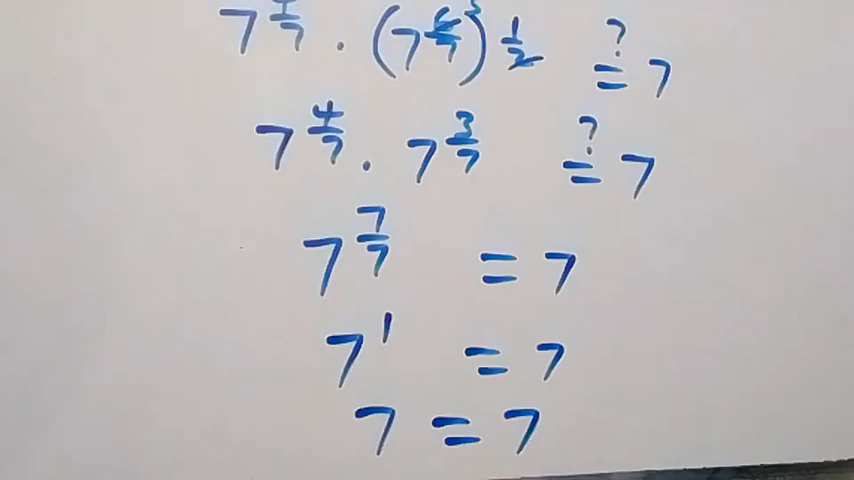 7^{4/7} · (7^{6/7})^{1/2} ≟ 7
7^{4/7} · 7^{3/7} ≟ 7
7^{7/7} = 7
7^1 = 7
7 = 7